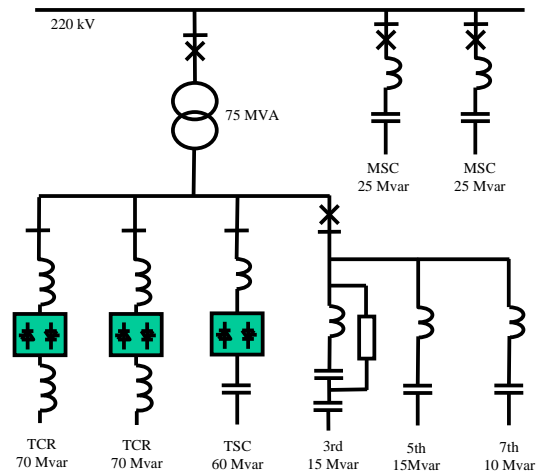 220 kV
75 MVA
MSC
25 Mvar
MSC
25 Mvar
TCR
70 Mvar
TCR
70 Mvar
TSC
60 Mvar
3rd
15 Mvar
5th
15Mvar
7th
10 Mvar